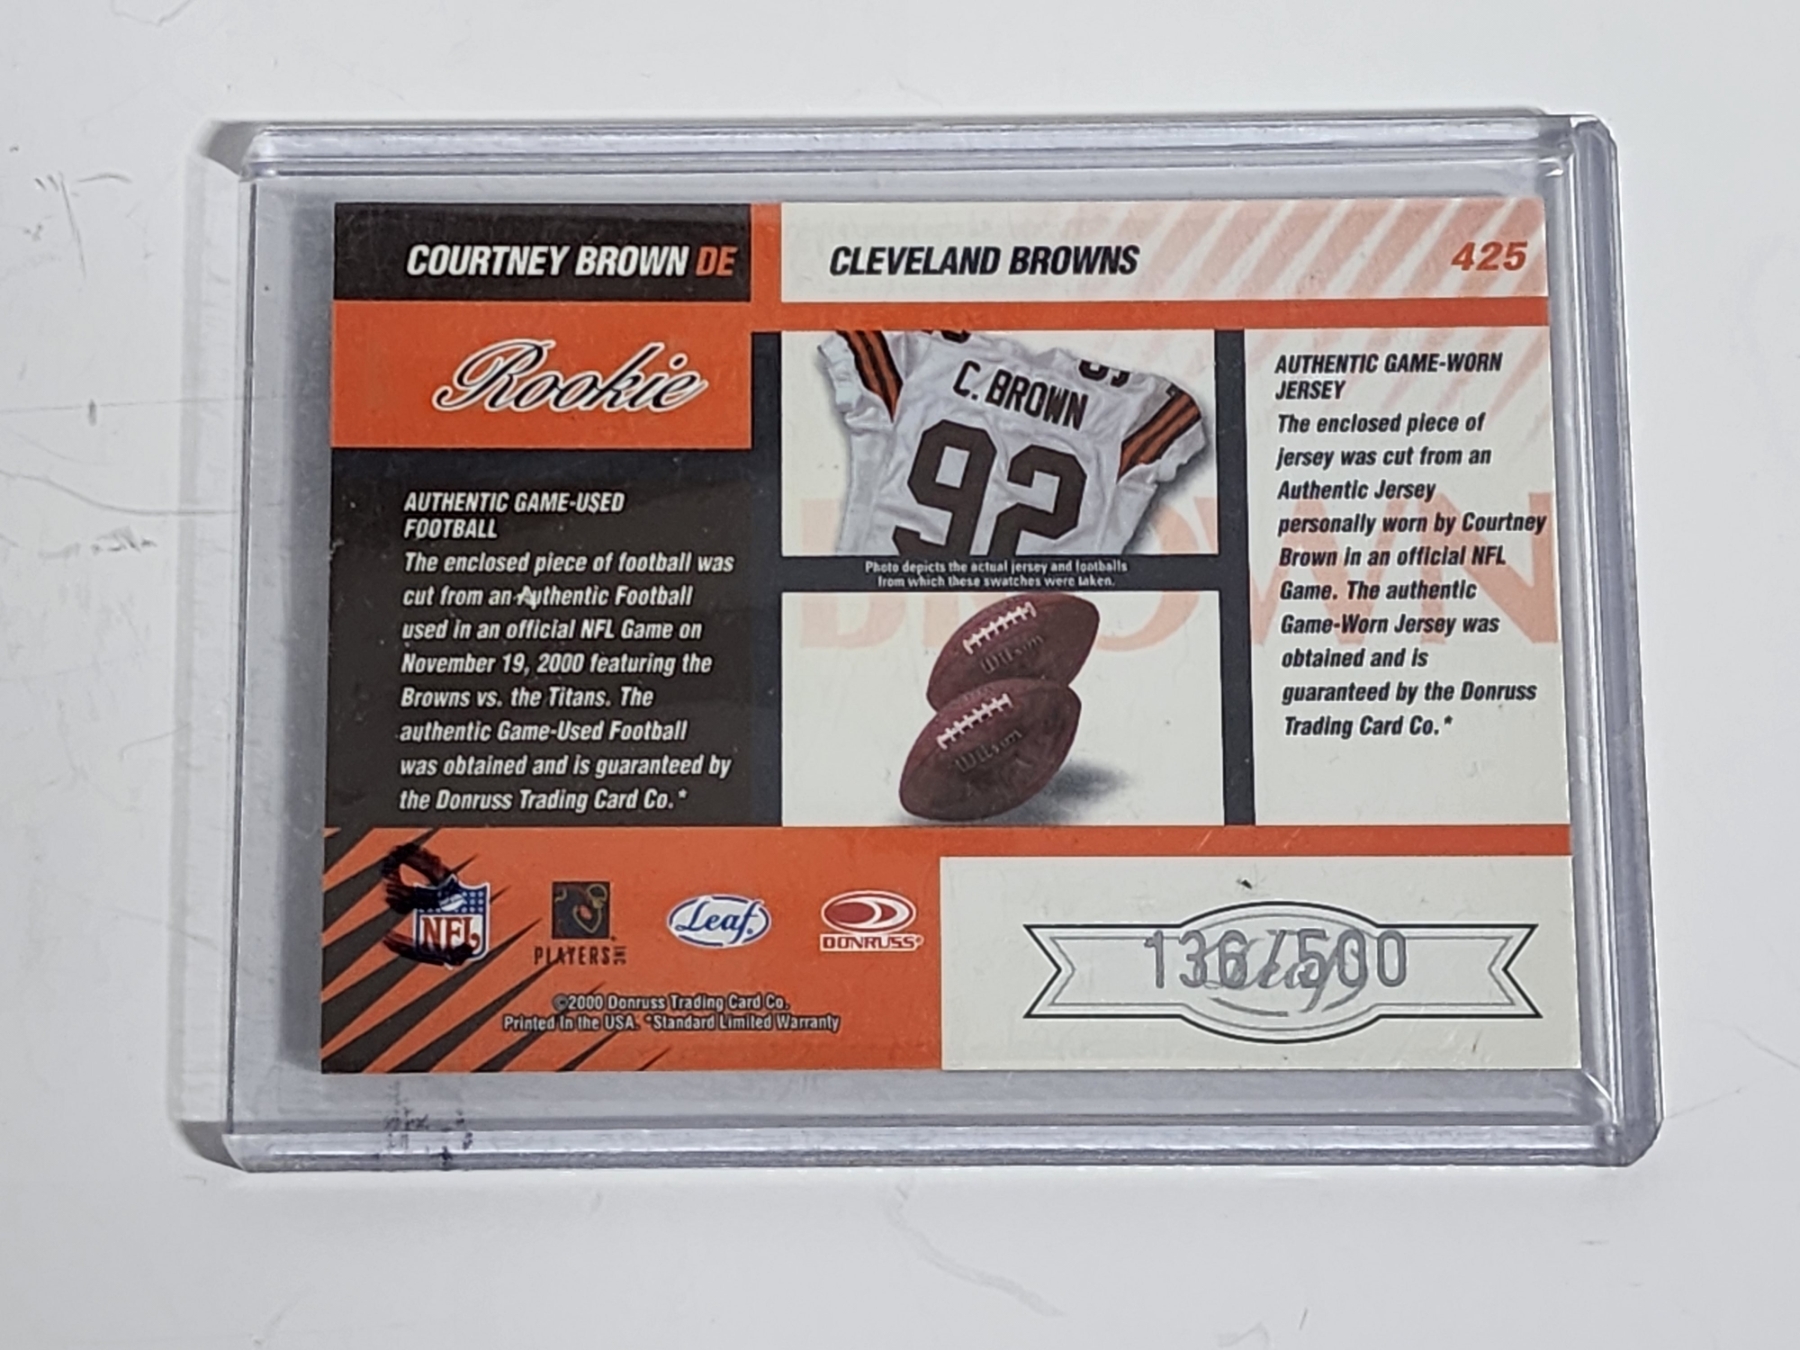 COURTNEY BROWN DE
CLEVELAND BROWNS
425
Rookie
AUTHENTIC GAME-USED
FOOTBALL
The enclosed piece of football was
cut from an Authentic Football
used in an official NFL Game on
November 19, 2000 featuring the
Browns vs. the Titans. The
authentic Game-Used Football
was obtained and is guaranteed by
the Donruss Trading Card Co.*
C. BROWN
92
Photo depicts the actual jersey and footballs
from which these swatches were taken.
Wilson
Wilson
BROWN
AUTHENTIC GAME-WORN
JERSEY
The enclosed piece of
jersey was cut from an
Authentic Jersey
personally worn by Courtney
Brown in an official NFL
Game. The authentic
Game-Worn Jersey was
obtained and is
guaranteed by the Donruss
Trading Card Co.*
NFL
PLAYERS INC
Leaf
DONRUSS
©2000 Donruss Trading Card Co.
Printed In the USA. *Standard Limited Warranty
Leaf
136/500